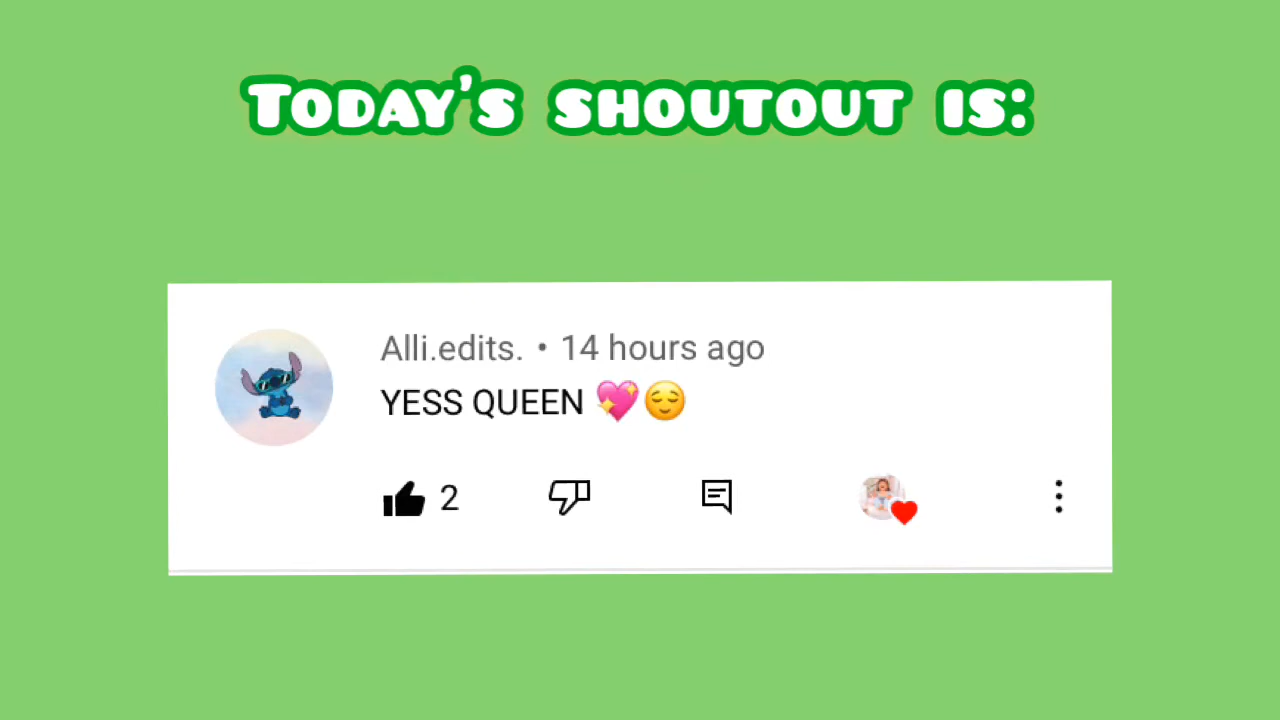 Today's shoutout is:
Alli.edits. • 14 hours ago
YESS QUEEN 💖😌
2